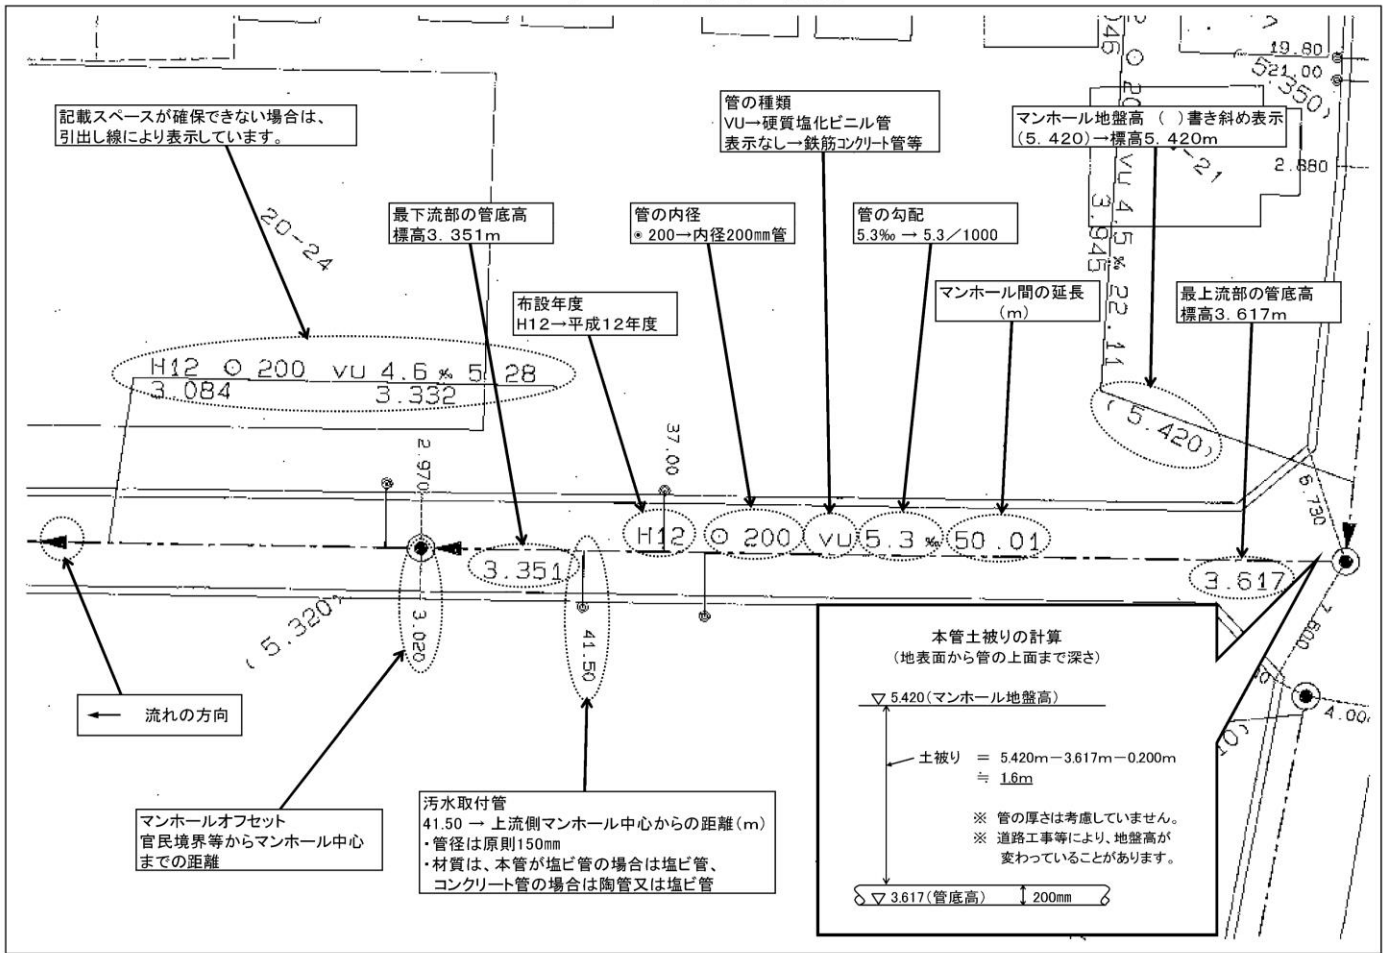 19.80
21.00
(5.350)
2.880
046
⊙ 20
VU 4.5‰ 22.11
3.945
-21
記載スペースが確保できない場合は、
引出し線により表示しています。
管の種類
VU→硬質塩化ビニル管
表示なし→鉄筋コンクリート管等
マンホール地盤高 ( )書き斜め表示
(5.420)→標高5.420m
20-24
最下流部の管底高
標高3.351m
管の内径
⊙ 200→内径200mm管
管の勾配
5.3‰ → 5.3/1000
布設年度
H12→平成12年度
マンホール間の延長
(m)
最上流部の管底高
標高3.617m
H12 ⊙ 200 VU 4.6‰ 5.28
3.084 3.332
(5.420)
2.970
37.00
6.730
H12 ⊙ 200 VU 5.3‰ 50.01
3.351
3.617
(5.320)
3.020
41.50
7.600
4.00
← 流れの方向
マンホールオフセット
官民境界等からマンホール中心
までの距離
汚水取付管
41.50 → 上流側マンホール中心からの距離(m)
・管径は原則150mm
・材質は、本管が塩ビ管の場合は塩ビ管、
コンクリート管の場合は陶管又は塩ビ管
本管土被りの計算
(地表面から管の上面まで深さ)
▽ 5.420(マンホール地盤高)
土被り = 5.420m-3.617m-0.200m
≒ 1.6m
※ 管の厚さは考慮していません。
※ 道路工事等により、地盤高が
変わっていることがあります。
▽ 3.617(管底高) 200mm